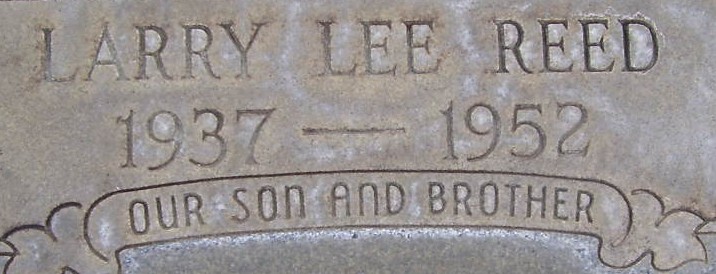 LARRY LEE REED
1937 — 1952
OUR SON AND BROTHER